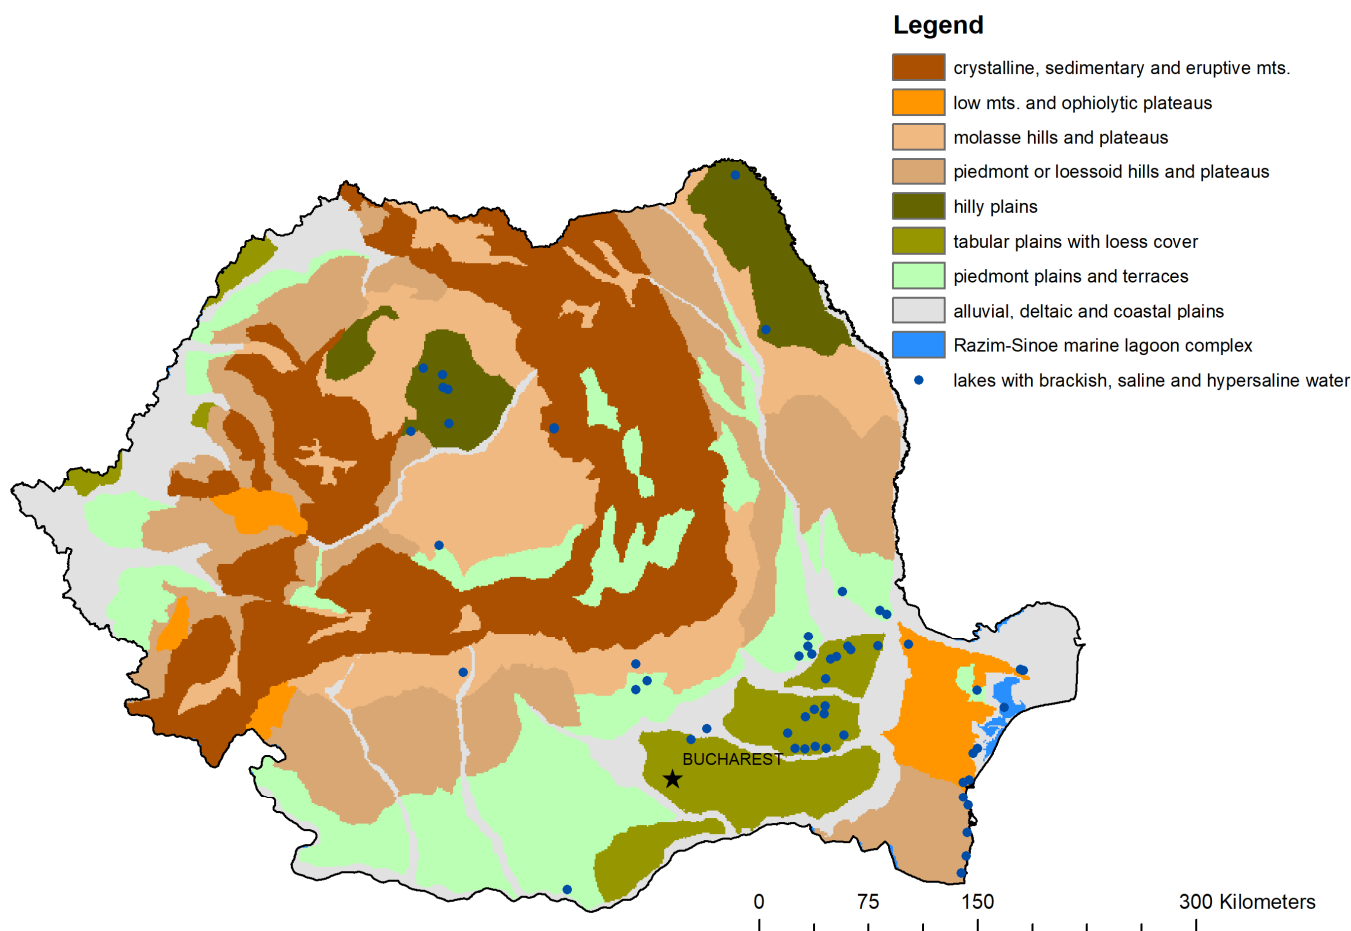 Legend
crystalline, sedimentary and eruptive mts.
low mts. and ophiolytic plateaus
molasse hills and plateaus
piedmont or loessoid hills and plateaus
hilly plains
tabular plains with loess cover
piedmont plains and terraces
alluvial, deltaic and coastal plains
Razim-Sinoe marine lagoon complex
lakes with brackish, saline and hypersaline water
BUCHAREST
0 75 150 300 Kilometers